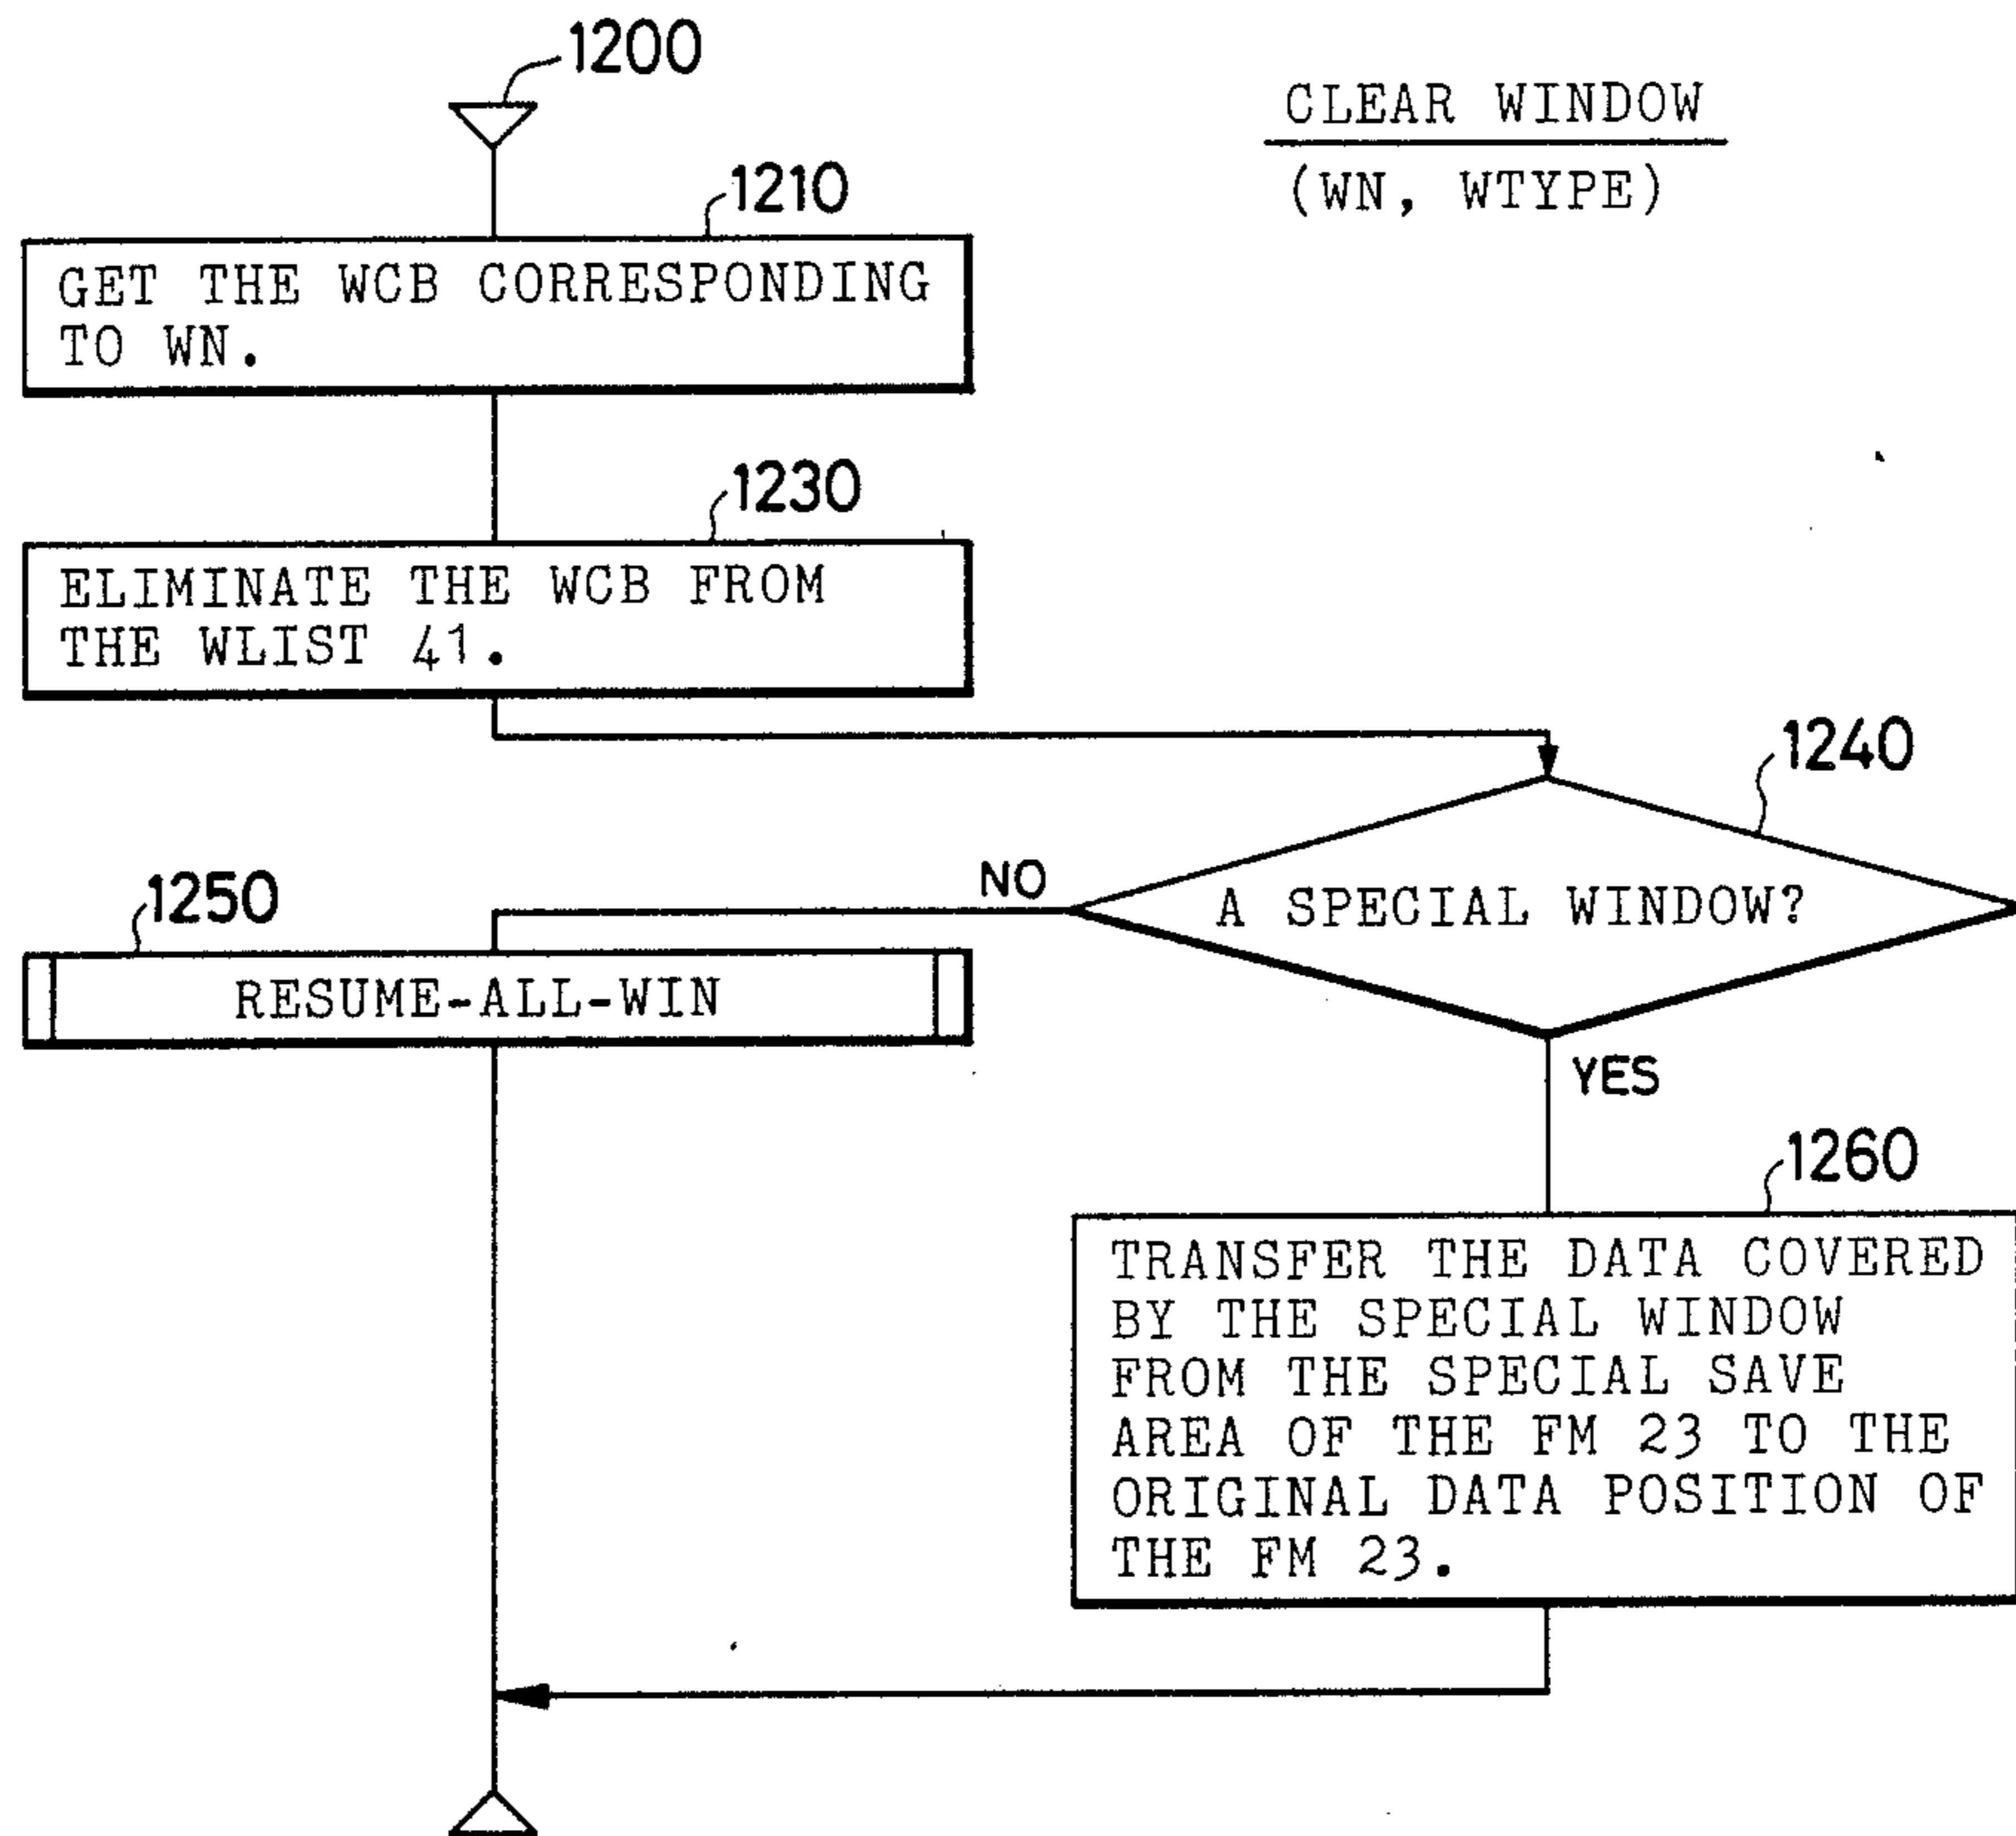 1200
CLEAR WINDOW
(WN, WTYPE)
1210
GET THE WCB CORRESPONDING
TO WN.
1230
ELIMINATE THE WCB FROM
THE WLIST 41.
1240
A SPECIAL WINDOW?
NO
YES
1250
RESUME-ALL-WIN
1260
TRANSFER THE DATA COVERED
BY THE SPECIAL WINDOW
FROM THE SPECIAL SAVE
AREA OF THE FM 23 TO THE
ORIGINAL DATA POSITION OF
THE FM 23.